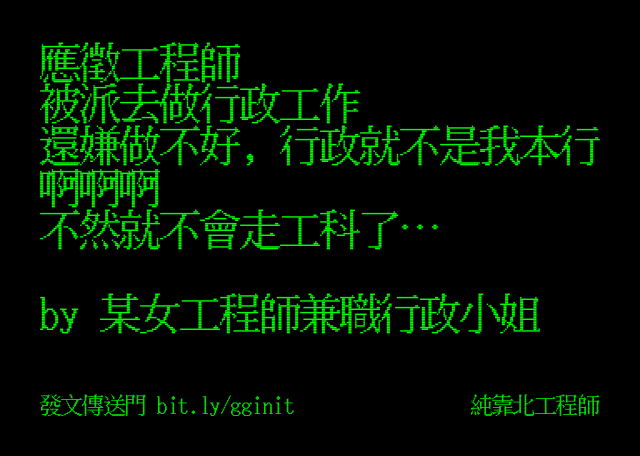 應徵工程師
被派去做行政工作
還嫌做不好，行政就不是我本行
啊啊啊
不然就不會走工科了…

by 某女工程師兼職行政小姐

發文傳送門 bit.ly/gginit
純靠北工程師